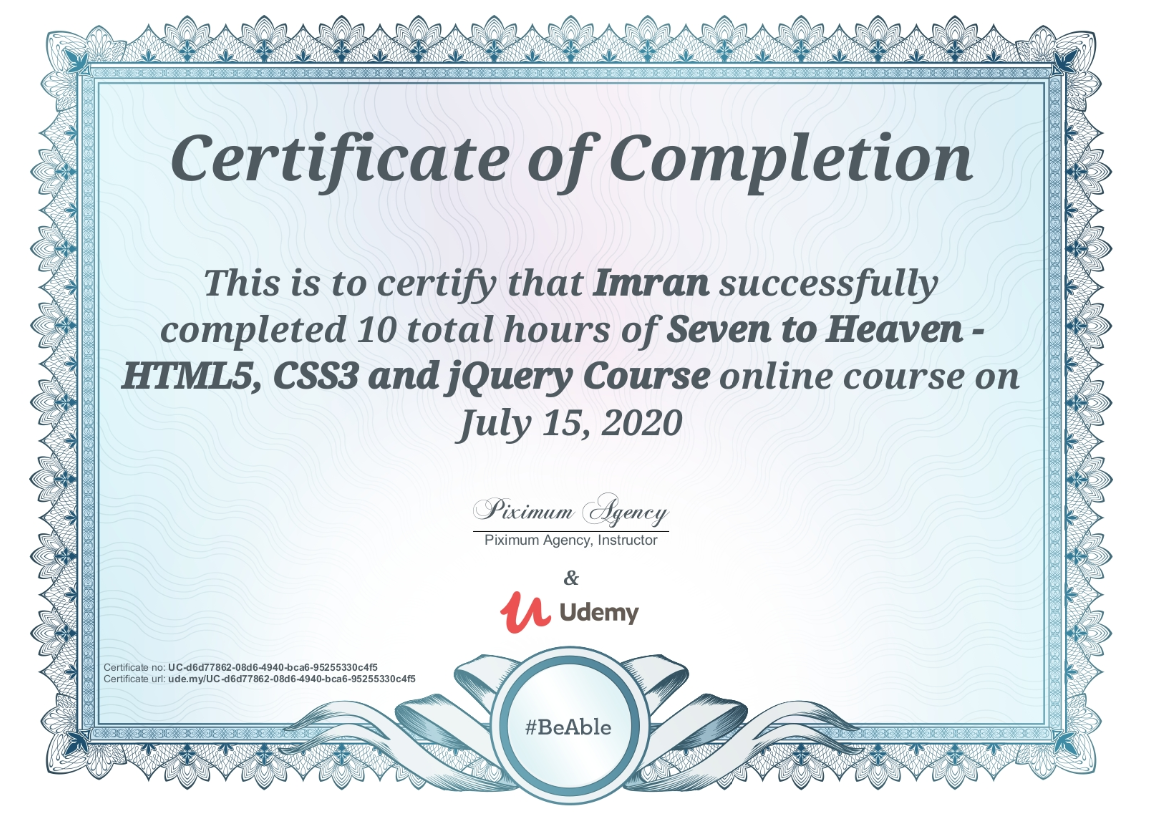 Certificate of Completion
This is to certify that Imran successfully
completed 10 total hours of Seven to Heaven -
HTML5, CSS3 and jQuery Course online course on
July 15, 2020
Piximum Agency
Piximum Agency, Instructor
&
Udemy
Certificate no: UC-d6d77862-08d6-4940-bca6-95255330c4f5
Certificate url: ude.my/UC-d6d77862-08d6-4940-bca6-95255330c4f5
#BeAble